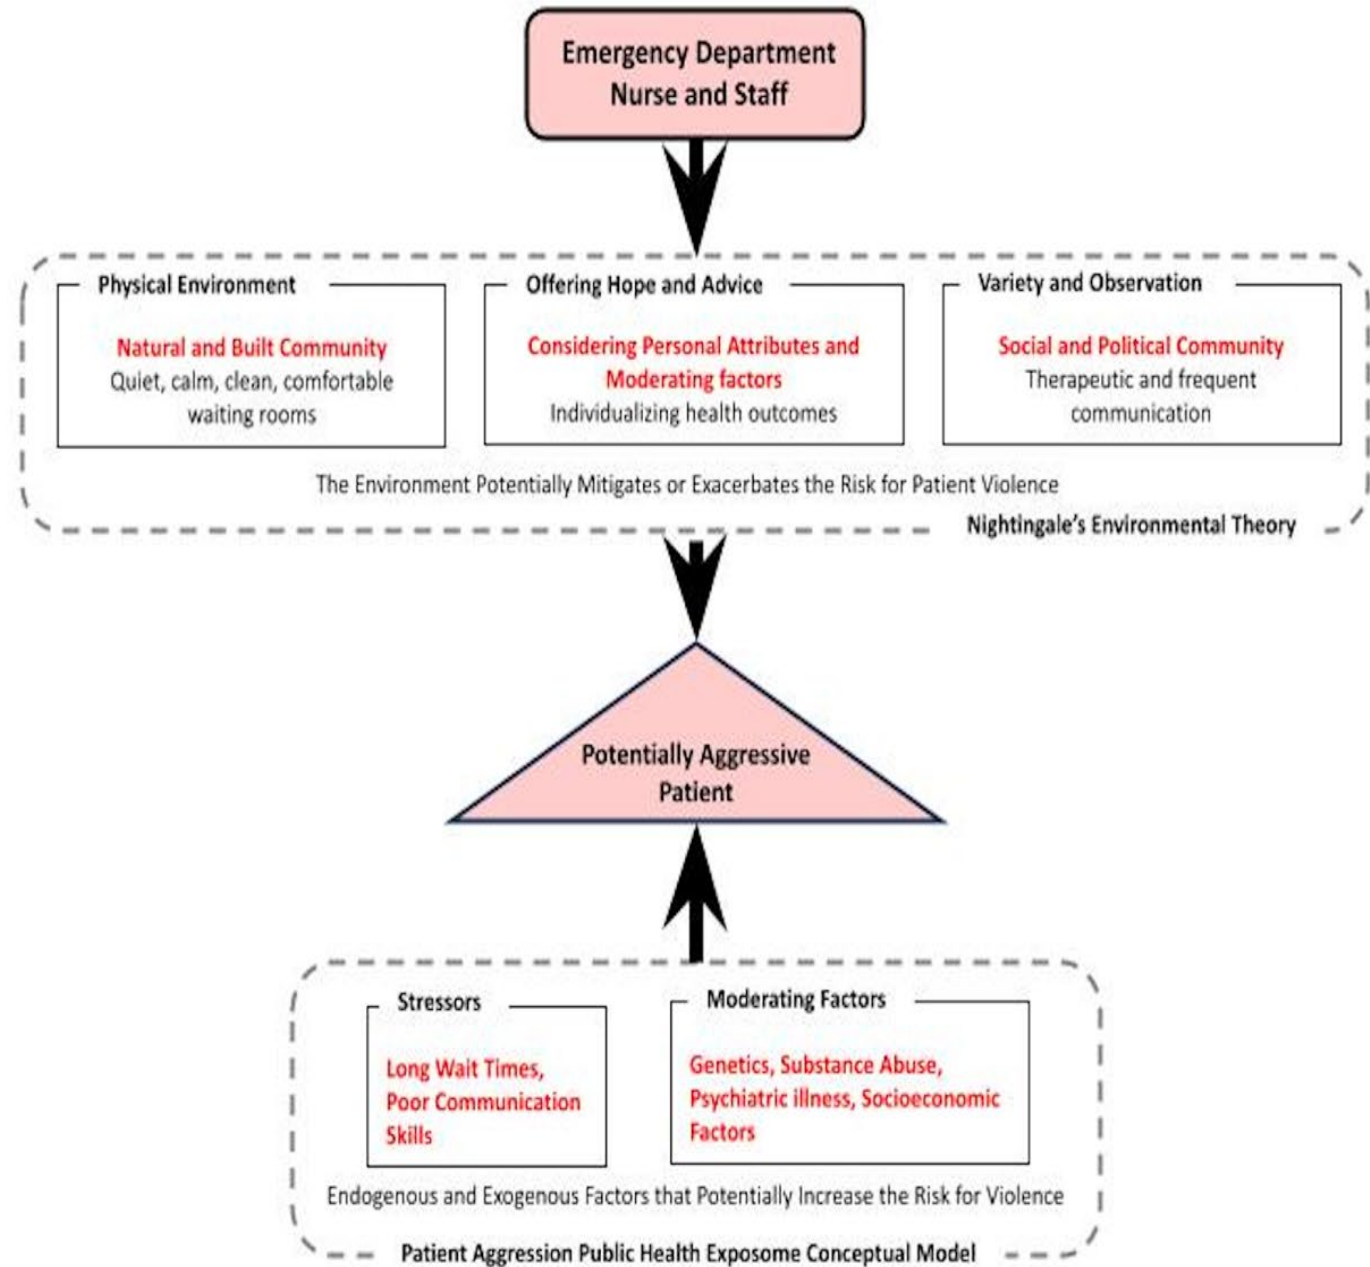 Emergency Department
Nurse and Staff
Physical Environment
Natural and Built Community
Quiet, calm, clean, comfortable
waiting rooms
Offering Hope and Advice
Considering Personal Attributes and
Moderating factors
Individualizing health outcomes
Variety and Observation
Social and Political Community
Therapeutic and frequent
communication
The Environment Potentially Mitigates or Exacerbates the Risk for Patient Violence
Nightingale's Environmental Theory
Potentially Aggressive
Patient
Stressors
Long Wait Times,
Poor Communication
Skills
Moderating Factors
Genetics, Substance Abuse,
Psychiatric illness, Socioeconomic
Factors
Endogenous and Exogenous Factors that Potentially Increase the Risk for Violence
Patient Aggression Public Health Exposome Conceptual Model